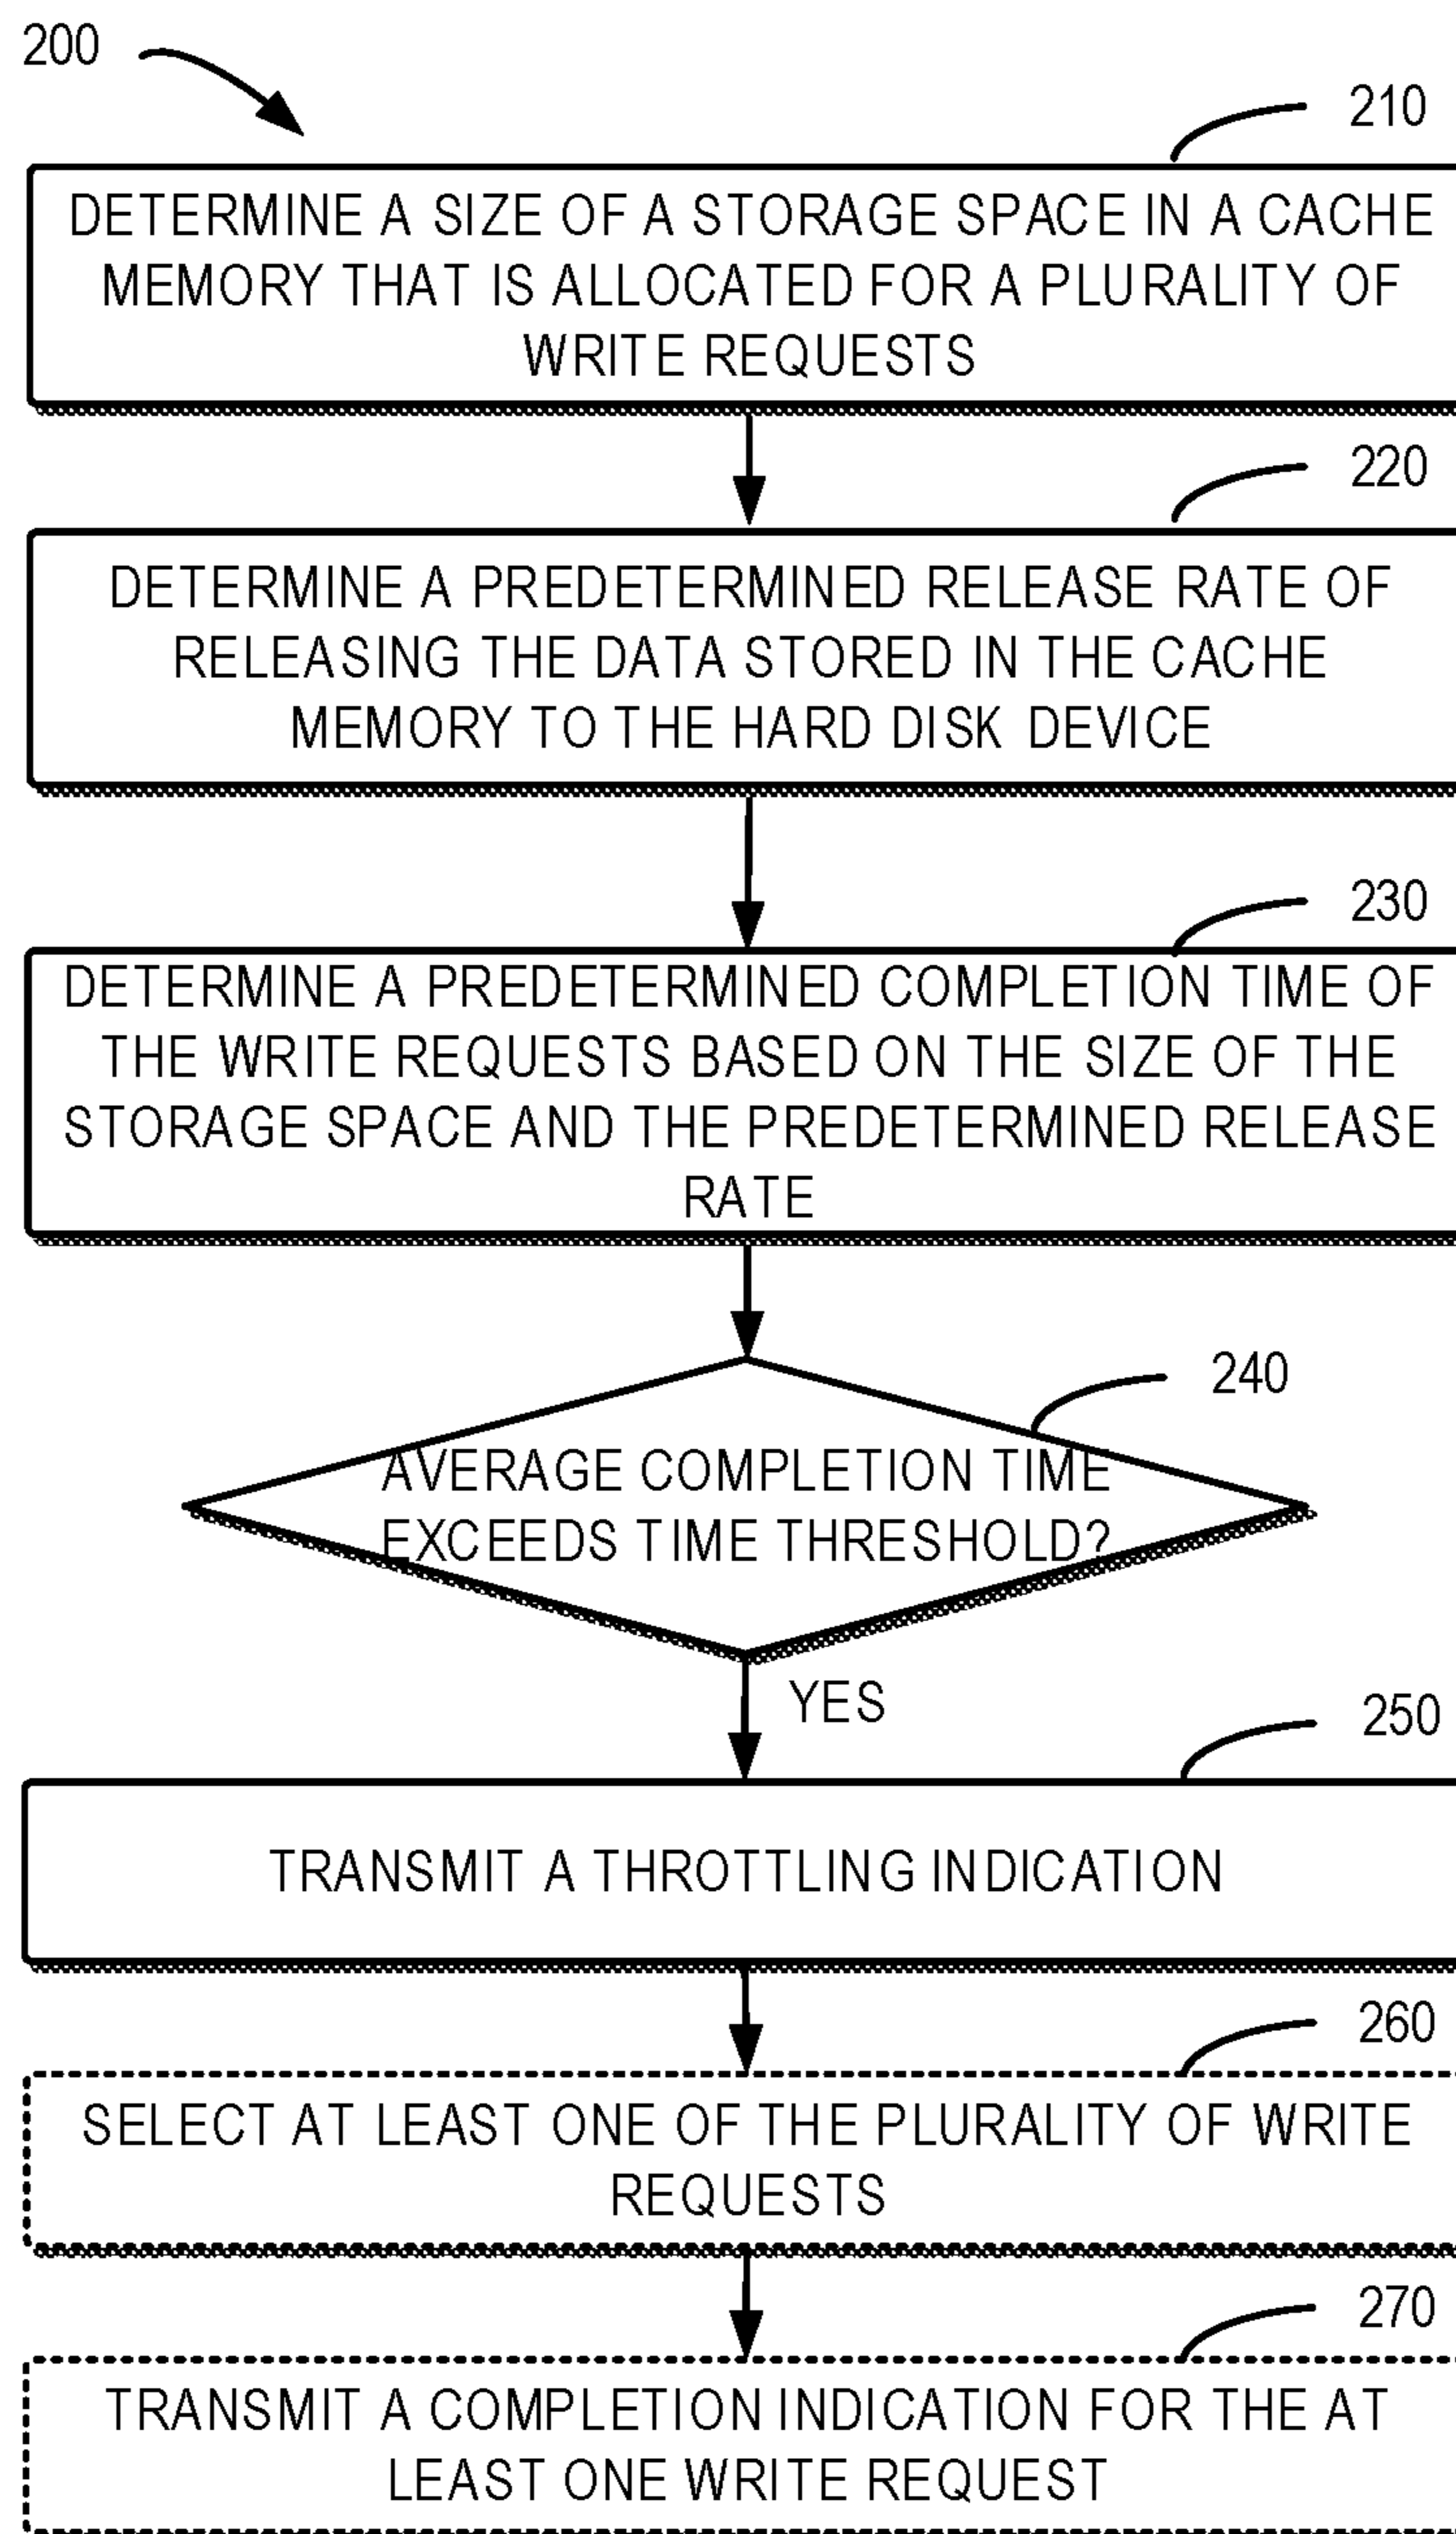 200
210
DETERMINE A SIZE OF A STORAGE SPACE IN A CACHE
MEMORY THAT IS ALLOCATED FOR A PLURALITY OF
WRITE REQUESTS
220
DETERMINE A PREDETERMINED RELEASE RATE OF
RELEASING THE DATA STORED IN THE CACHE
MEMORY TO THE HARD DISK DEVICE
230
DETERMINE A PREDETERMINED COMPLETION TIME OF
THE WRITE REQUESTS BASED ON THE SIZE OF THE
STORAGE SPACE AND THE PREDETERMINED RELEASE
RATE
240
AVERAGE COMPLETION TIME
EXCEEDS TIME THRESHOLD?
YES
250
TRANSMIT A THROTTLING INDICATION
260
SELECT AT LEAST ONE OF THE PLURALITY OF WRITE
REQUESTS
270
TRANSMIT A COMPLETION INDICATION FOR THE AT
LEAST ONE WRITE REQUEST